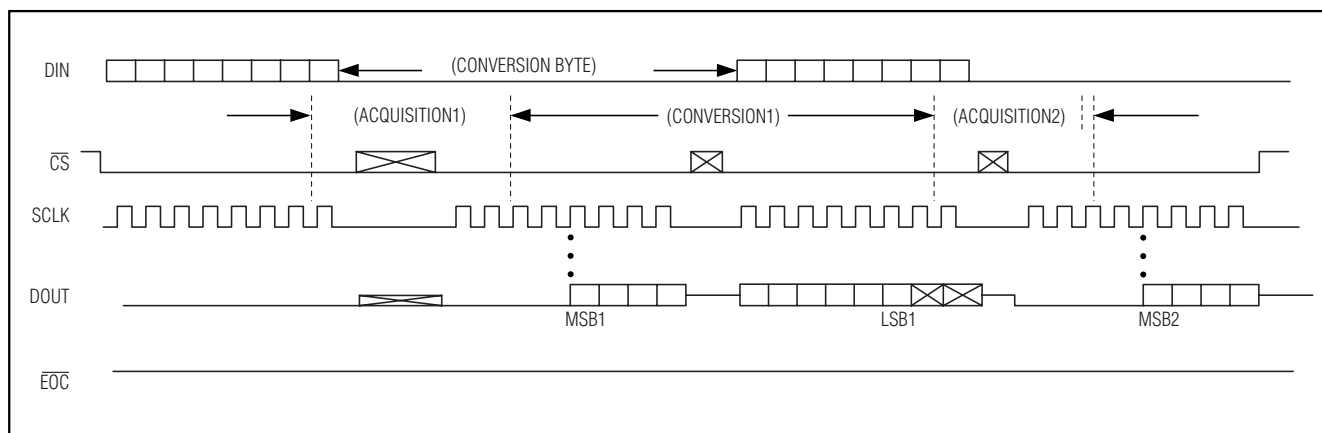 DIN
(CONVERSION BYTE)
(ACQUISITION1)
(CONVERSION1)
(ACQUISITION2)
CS
SCLK
DOUT
MSB1
LSB1
MSB2
EOC